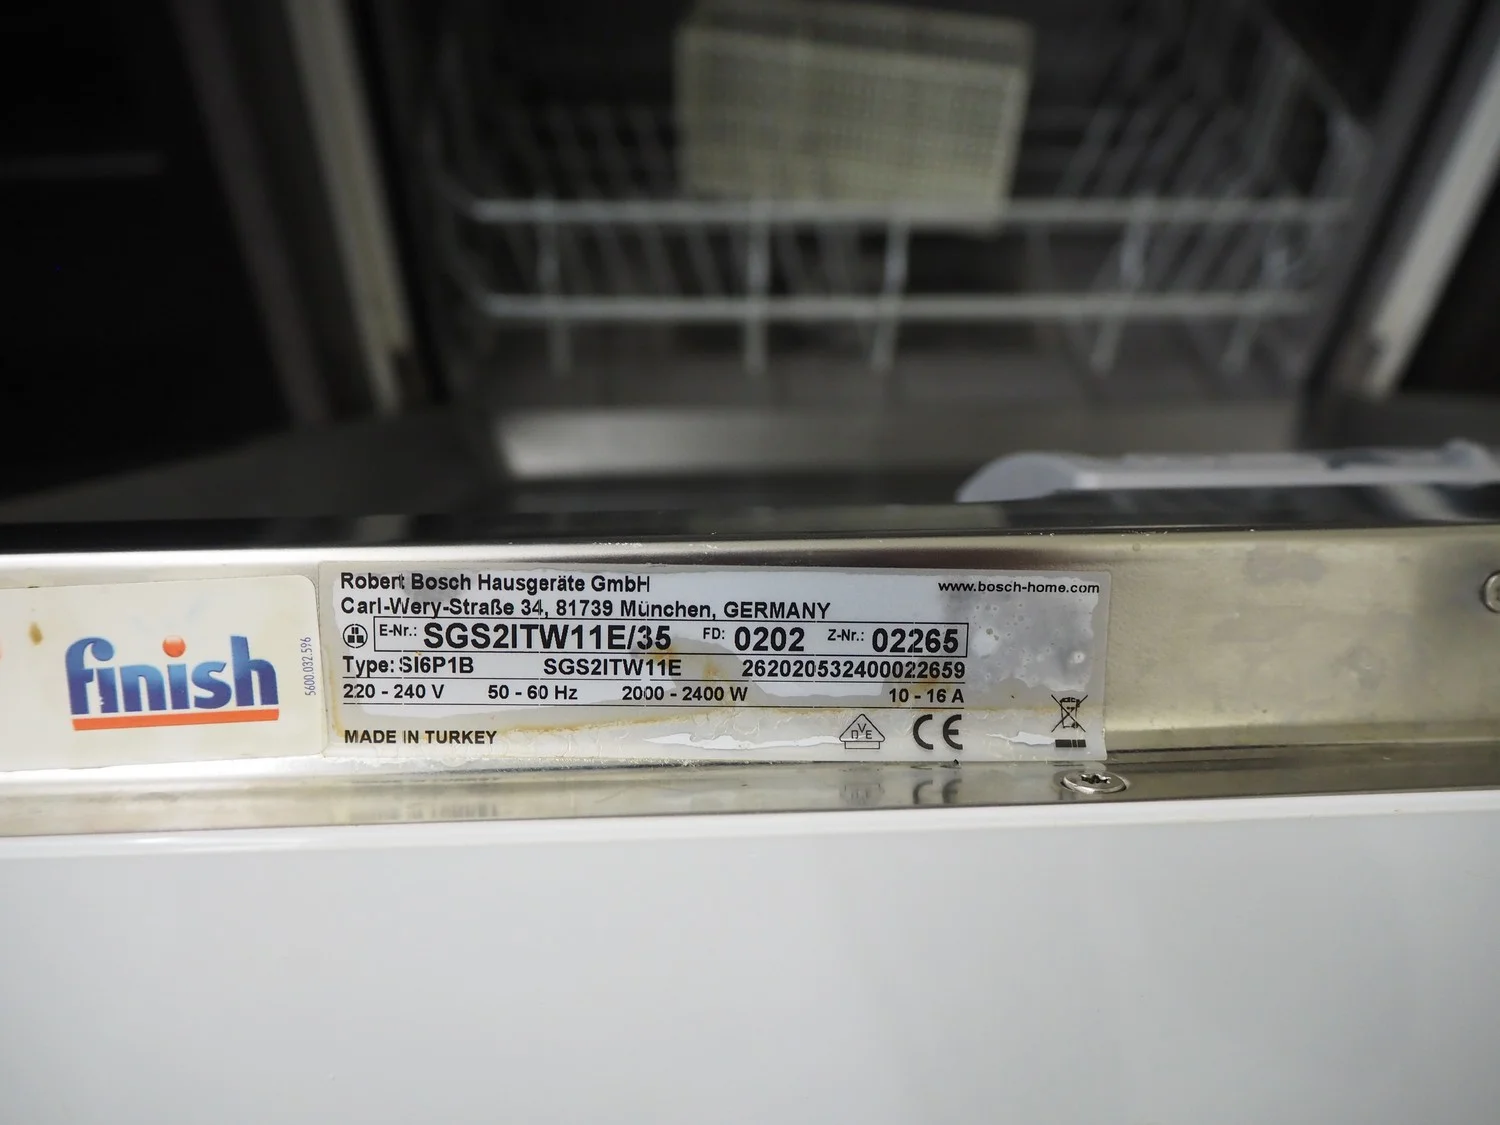 finish
5600.032.596
Robert Bosch Hausgeräte GmbH
www.bosch-home.com
Carl-Wery-Straße 34, 81739 München, GERMANY
E-Nr.: SGS2ITW11E/35 FD: 0202 Z-Nr.: 02265
Type: SI6P1B SGS2ITW11E 262020532400022659
220 - 240 V 50 - 60 Hz 2000 - 2400 W 10 - 16 A
MADE IN TURKEY
DVE CE